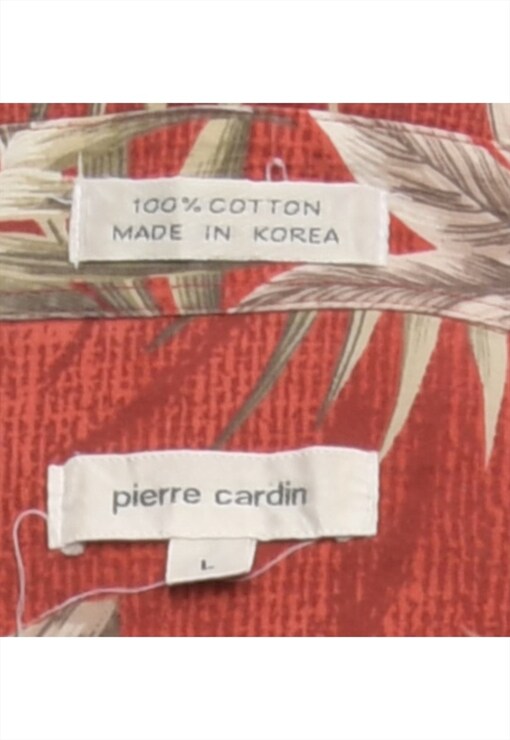 100% COTTON
MADE IN KOREA
pierre cardin
L